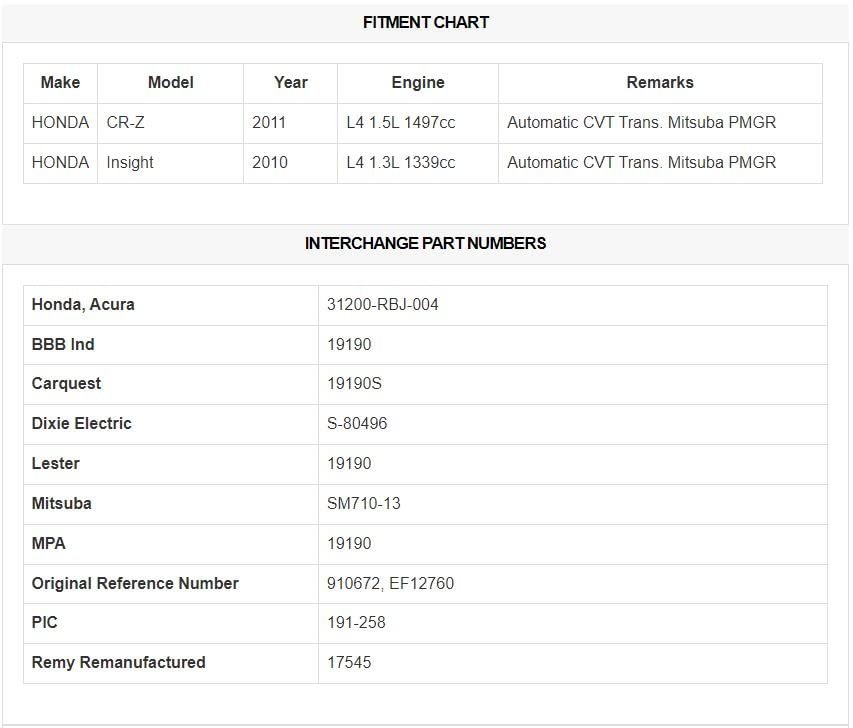 FITMENT CHART
Make Model Year Engine Remarks
HONDA CR-Z 2011 L4 1.5L 1497cc Automatic CVT Trans. Mitsuba PMGR
HONDA Insight 2010 L4 1.3L 1339cc Automatic CVT Trans. Mitsuba PMGR
INTERCHANGE PART NUMBERS
Honda, Acura 31200-RBJ-004
BBB Ind 19190
Carquest 19190S
Dixie Electric S-80496
Lester 19190
Mitsuba SM710-13
MPA 19190
Original Reference Number 910672, EF12760
PIC 191-258
Remy Remanufactured 17545